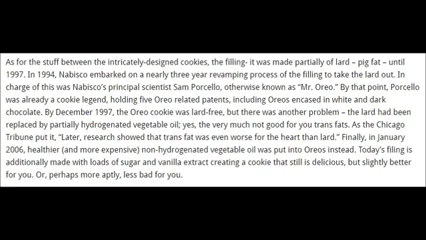 As for the stuff between the intricately-designed cookies, the filling- it was made partially of lard – pig fat – until
1997. In 1994, Nabisco embarked on a nearly three year revamping process of the filling to take the lard out. In
charge of this was Nabisco's principal scientist Sam Porcello, otherwise known as "Mr. Oreo." By that point, Porcello
was already a cookie legend, holding five Oreo related patents, including Oreos encased in white and dark
chocolate. By December 1997, the Oreo cookie was lard-free, but there was another problem – the lard had been
replaced by partially hydrogenated vegetable oil; yes, the very much not good for you trans fats. As the Chicago
Tribune put it, "Later, research showed that trans fat was even worse for the heart than lard." Finally, in January
2006, healthier (and more expensive) non-hydrogenated vegetable oil was put into Oreos instead. Today's filing is
additionally made with loads of sugar and vanilla extract creating a cookie that still is delicious, but slightly better
for you. Or, perhaps more aptly, less bad for you.